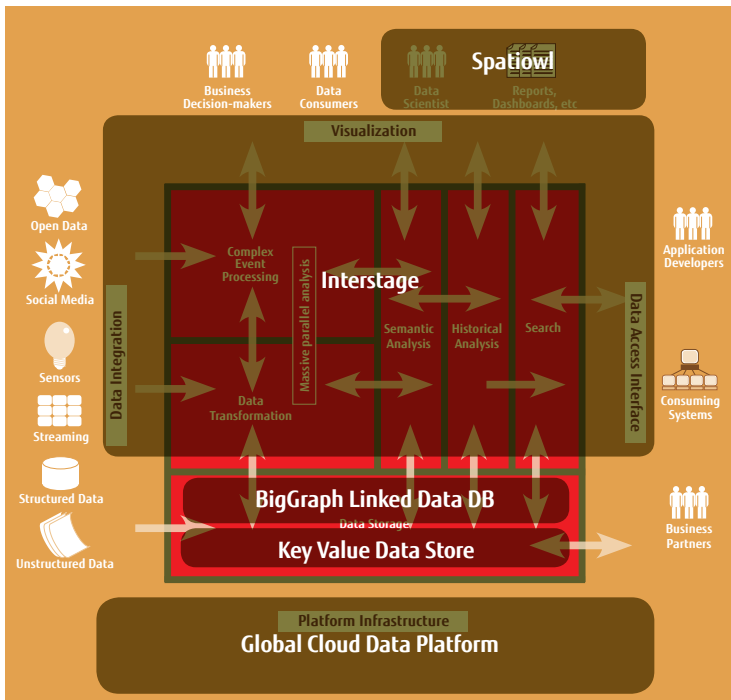 Spatiowl
Business
Decision-makers
Data
Consumers
Data
Scientist
Reports,
Dashboards, etc
Visualization
Open Data
Social Media
Sensors
Streaming
Structured Data
Unstructured Data
Data Integration
Complex
Event
Processing
Massive parallel analysis
Interstage
Data
Transformation
Semantic
Analysis
Historical
Analysis
Search
Data Access Interface
Application
Developers
Consuming
Systems
Business
Partners
BigGraph Linked Data DB
Data Storage
Key Value Data Store
Platform Infrastructure
Global Cloud Data Platform